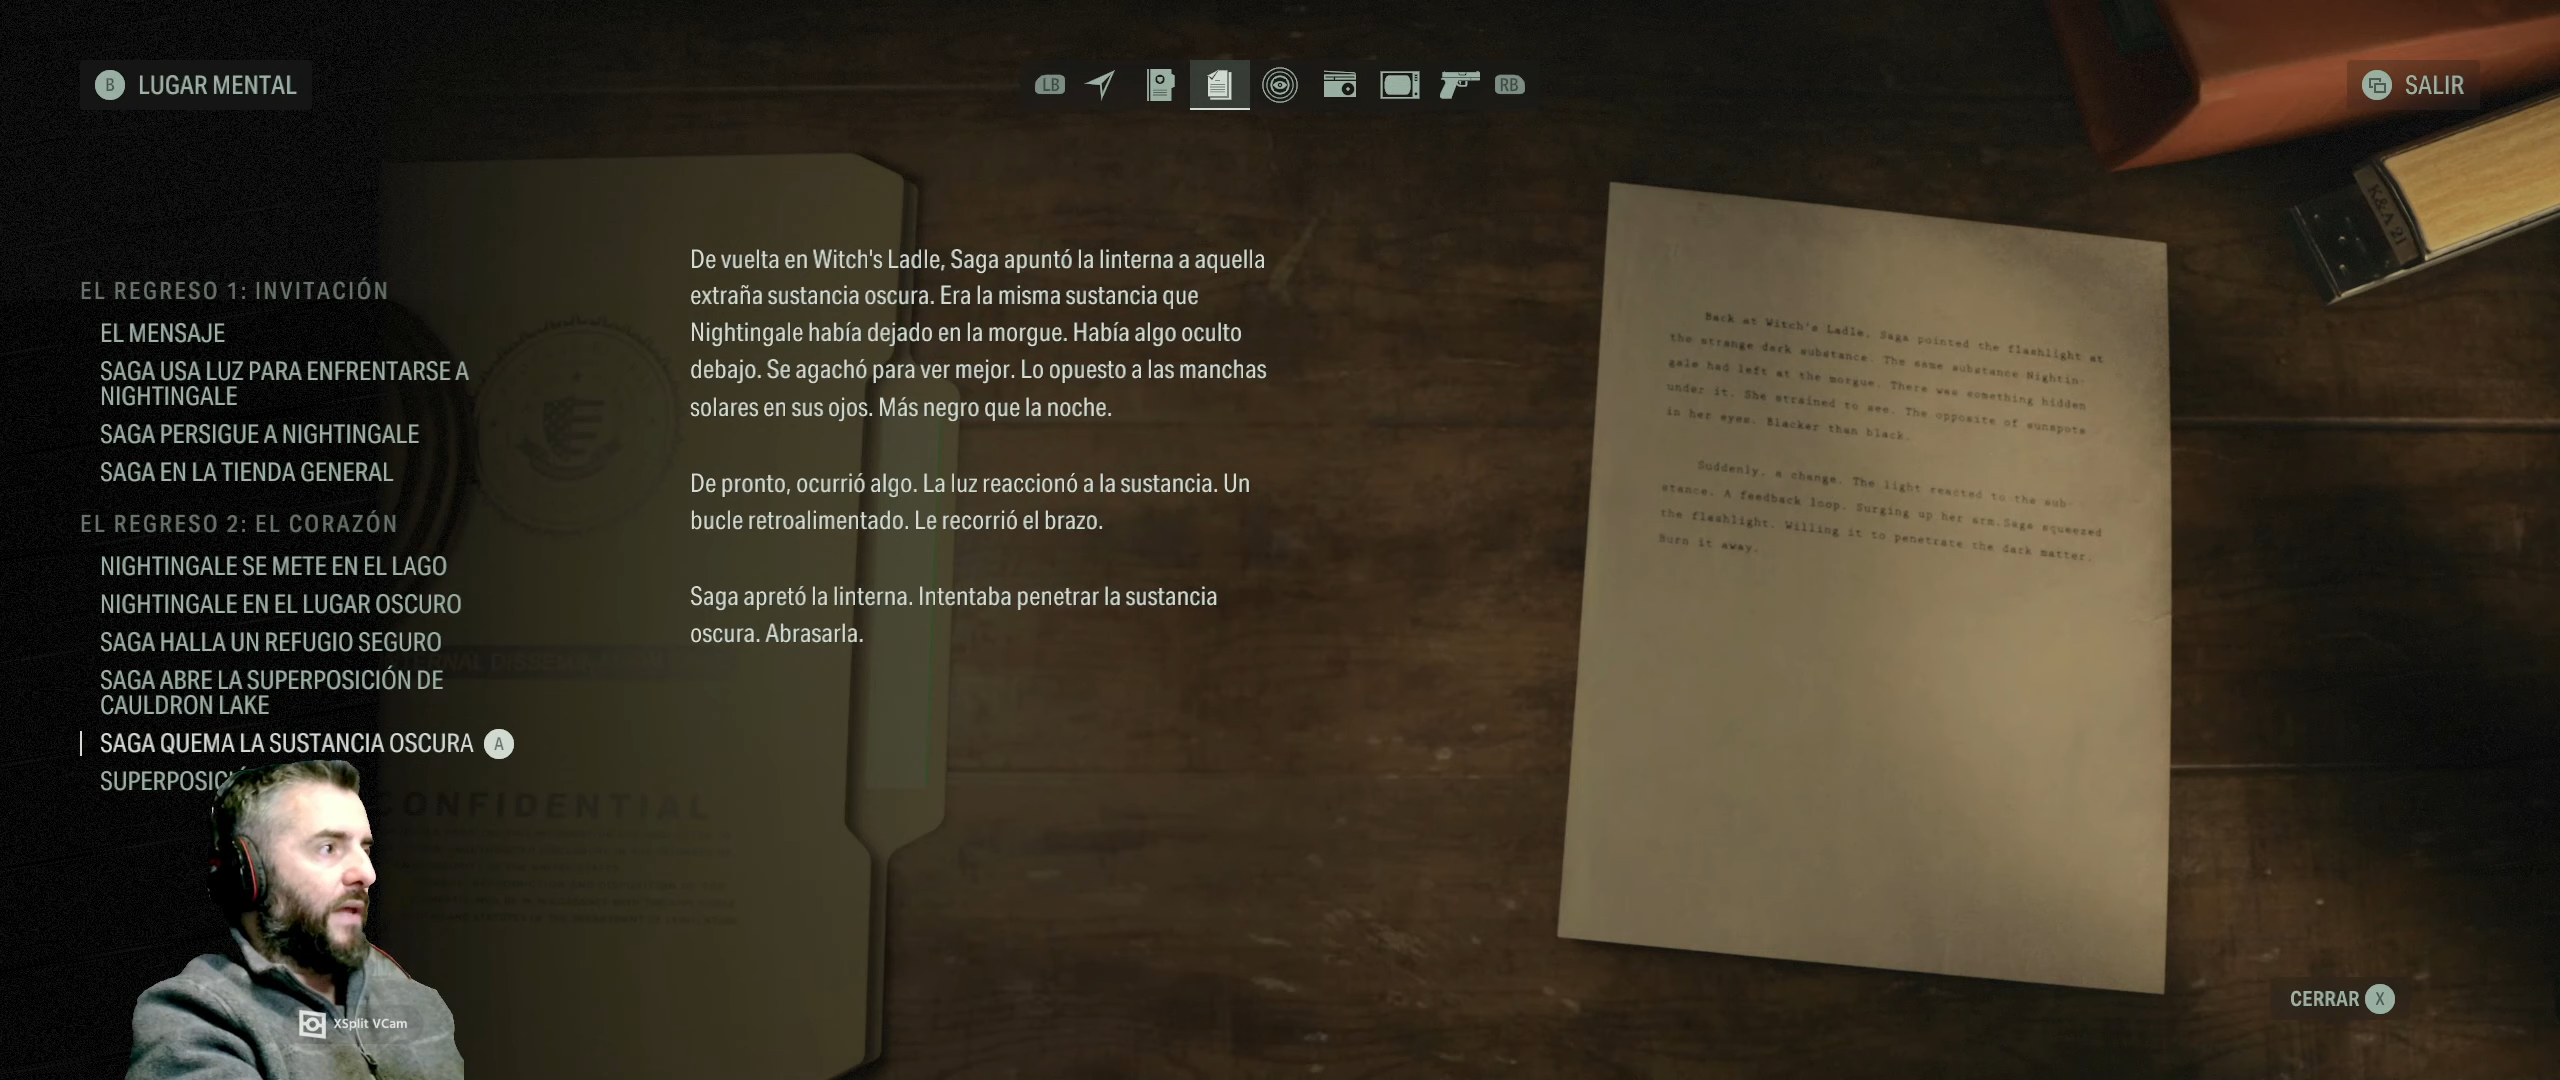 B LUGAR MENTAL
LB
RB
SALIR
EL REGRESO 1: INVITACIÓN
EL MENSAJE
SAGA USA LUZ PARA ENFRENTARSE A
NIGHTINGALE
SAGA PERSIGUE A NIGHTINGALE
SAGA EN LA TIENDA GENERAL
EL REGRESO 2: EL CORAZÓN
NIGHTINGALE SE METE EN EL LAGO
NIGHTINGALE EN EL LUGAR OSCURO
SAGA HALLA UN REFUGIO SEGURO
SAGA ABRE LA SUPERPOSICIÓN DE
CAULDRON LAKE
SAGA QUEMA LA SUSTANCIA OSCURA A
De vuelta en Witch's Ladle, Saga apuntó la linterna a aquella
extraña sustancia oscura. Era la misma sustancia que
Nightingale había dejado en la morgue. Había algo oculto
debajo. Se agachó para ver mejor. Lo opuesto a las manchas
solares en sus ojos. Más negro que la noche.
De pronto, ocurrió algo. La luz reaccionó a la sustancia. Un
bucle retroalimentado. Le recorrió el brazo.
Saga apretó la linterna. Intentaba penetrar la sustancia
oscura. Abrasarla.
CONFIDENTIAL
Back at Witch's Ladle, Saga pointed the flashlight at
the strange dark substance. The same substance Nightin-
gale had left at the morgue. There was something hidden
under it. She strained to see. The opposite of sunspots
in her eyes. Blacker than black.
Suddenly, a change. The light reacted to the sub-
stance. A feedback loop. Surging up her arm.Saga squeezed
the flashlight. Willing it to penetrate the dark matter.
Burn it away.
K&A 21
XSplit VCam
CERRAR X